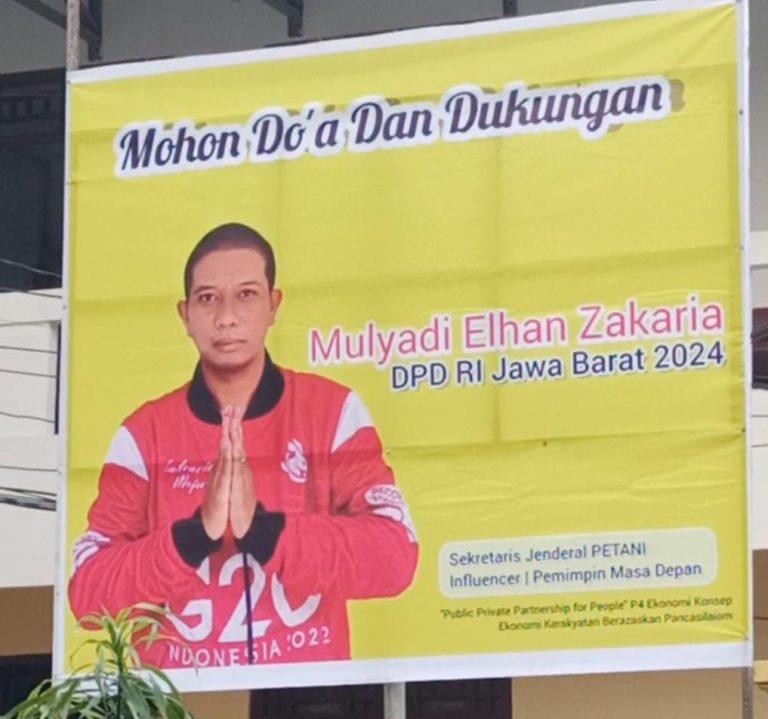 Mohon Do'a Dan Dukungan
Mulyadi Elhan Zakaria
DPD RI Jawa Barat 2024
Sekretaris Jenderal PETANI
Influencer | Pemimpin Masa Depan
"Public Private Partnership for People" P4 Ekonomi Konsep
Ekonomi Kerakyatan Berazaskan Pancasilaism
G20
INDONESIA 2022